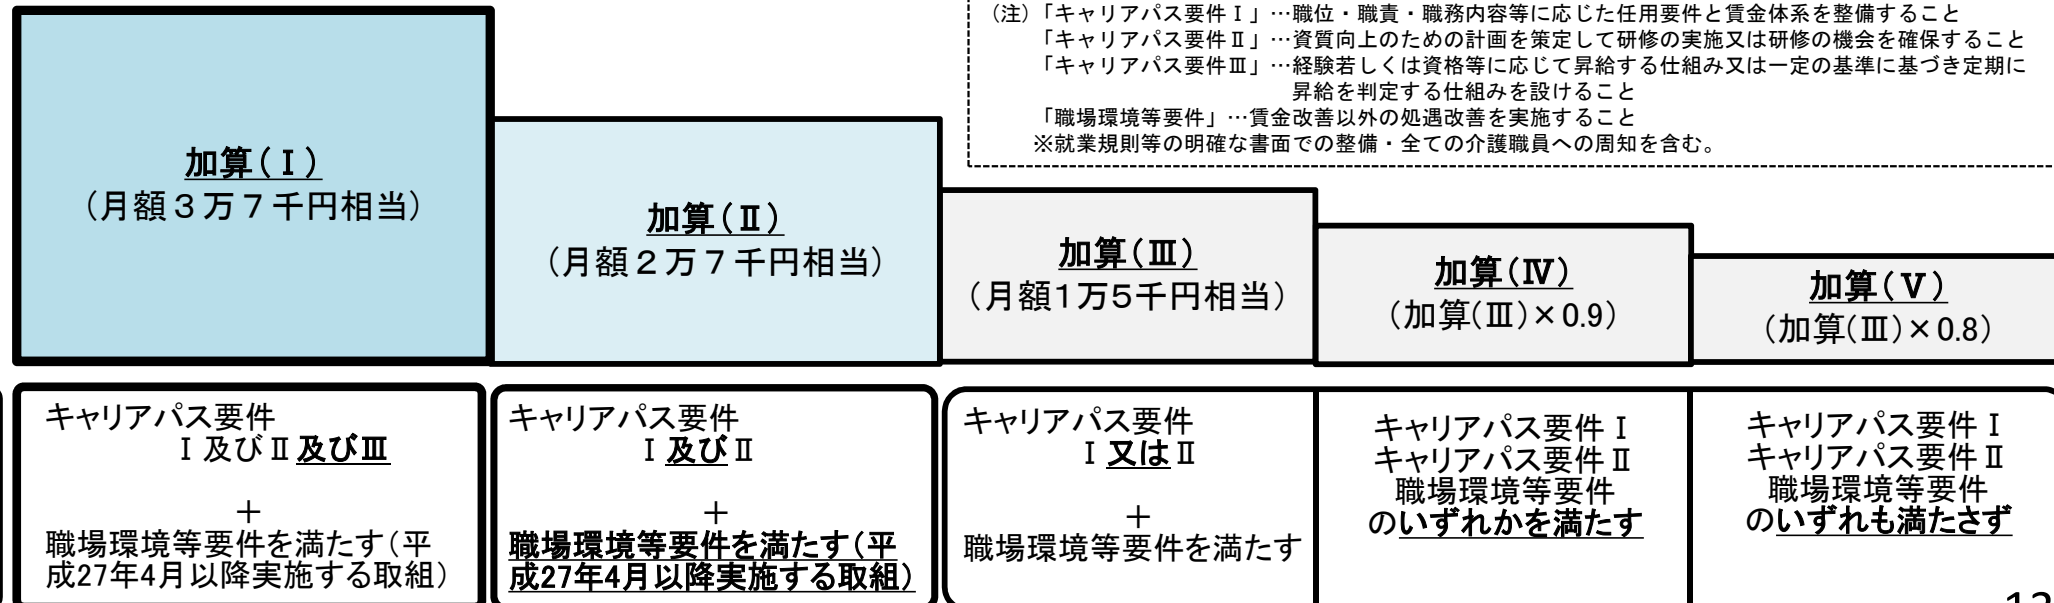 (注)「キャリアパス要件Ⅰ」…職位・職責・職務内容等に応じた任用要件と賃金体系を整備すること
「キャリアパス要件Ⅱ」…資質向上のための計画を策定して研修の実施又は研修の機会を確保すること
「キャリアパス要件Ⅲ」…経験若しくは資格等に応じて昇給する仕組み又は一定の基準に基づき定期に
昇給を判定する仕組みを設けること
「職場環境等要件」…賃金改善以外の処遇改善を実施すること
※就業規則等の明確な書面での整備・全ての介護職員への周知を含む。
加算(Ⅰ)
(月額3万7千円相当)
加算(Ⅱ)
(月額2万7千円相当)
加算(Ⅲ)
(月額1万5千円相当)
加算(Ⅳ)
(加算(Ⅲ)×0.9)
加算(Ⅴ)
(加算(Ⅲ)×0.8)
キャリアパス要件
Ⅰ及びⅡ及びⅢ
+
職場環境等要件を満たす(平
成27年4月以降実施する取組)
キャリアパス要件
Ⅰ及びⅡ
+
職場環境等要件を満たす(平
成27年4月以降実施する取組)
キャリアパス要件
Ⅰ又はⅡ
+
職場環境等要件を満たす
キャリアパス要件Ⅰ
キャリアパス要件Ⅱ
職場環境等要件
のいずれかを満たす
キャリアパス要件Ⅰ
キャリアパス要件Ⅱ
職場環境等要件
のいずれも満たさず